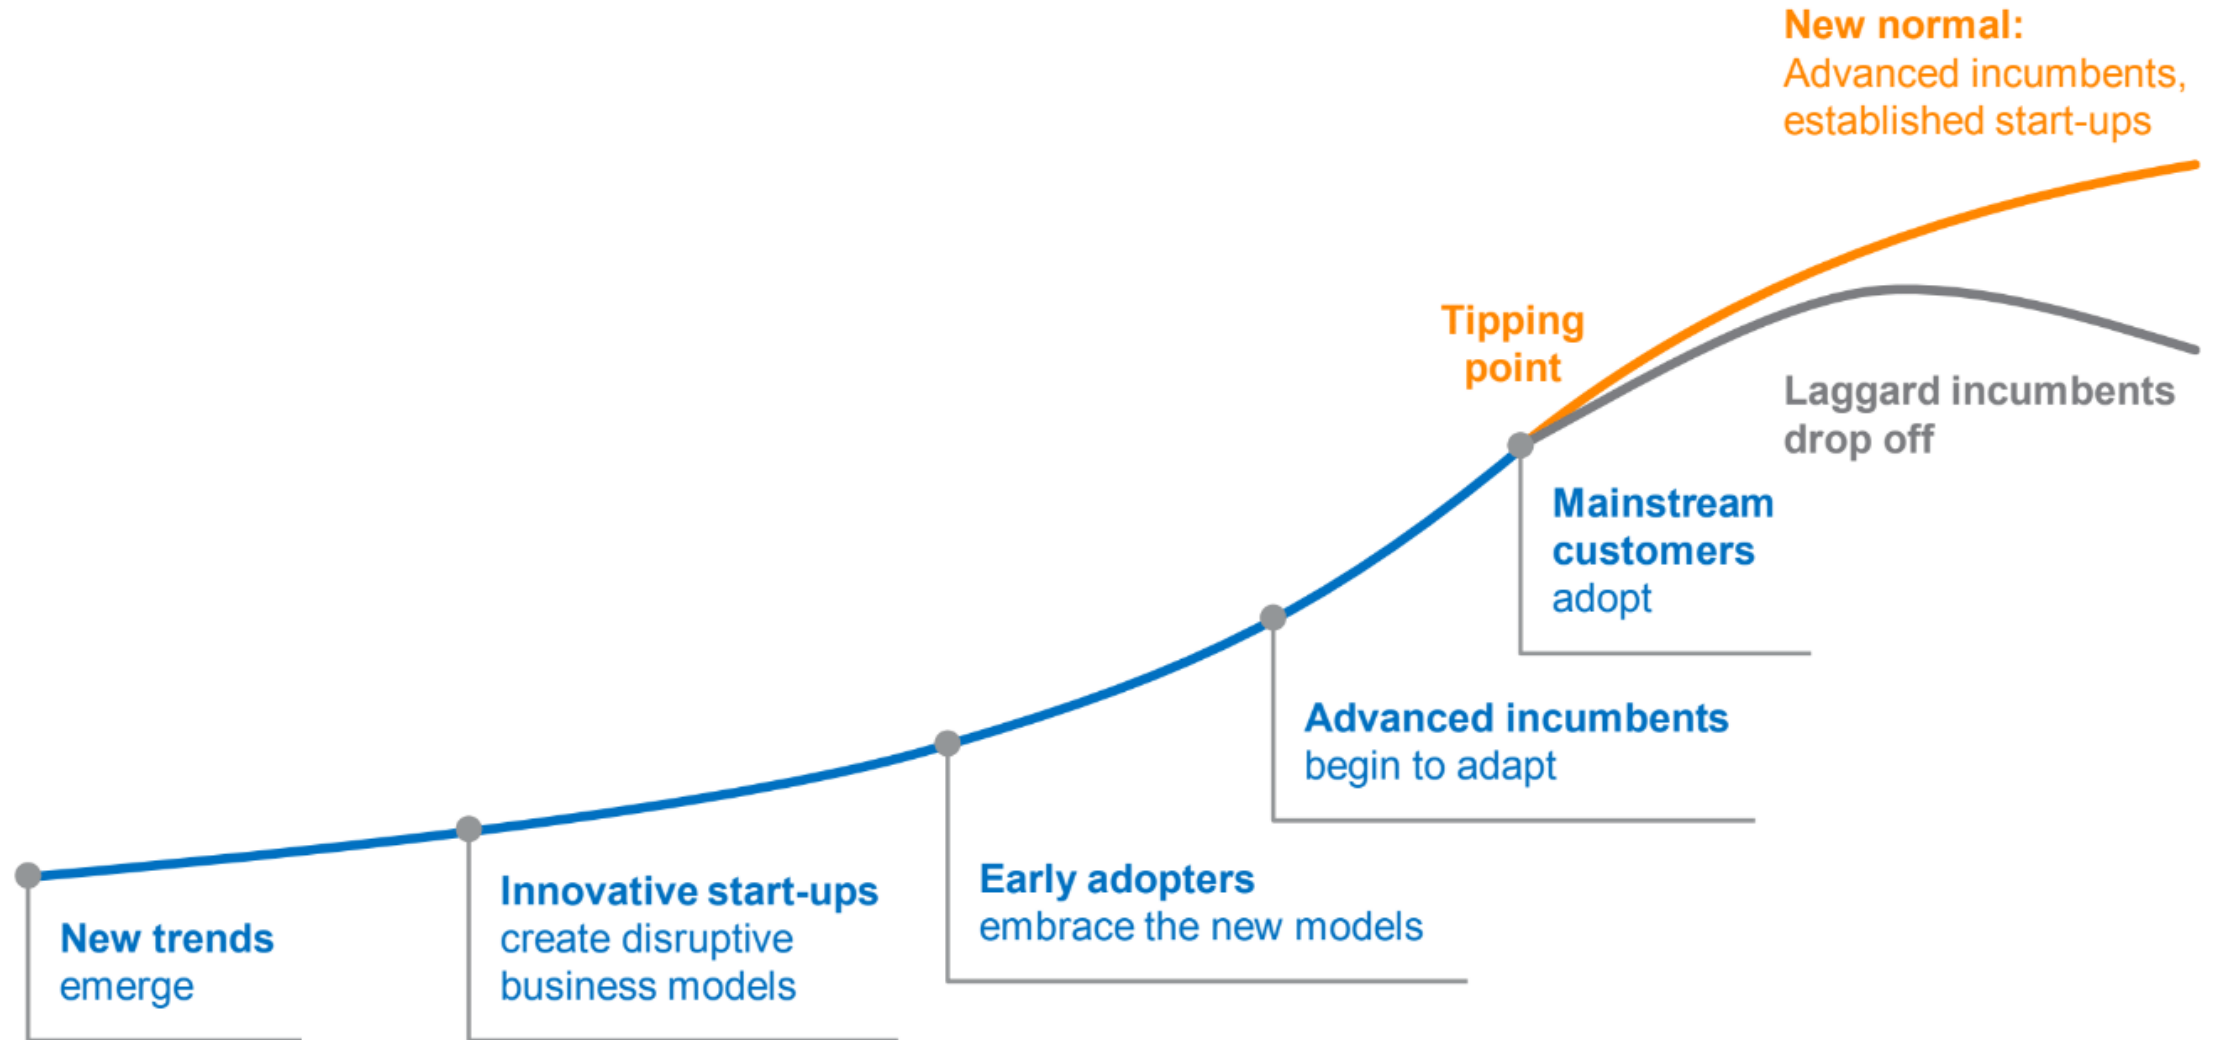 New trends
emerge
Innovative start-ups
create disruptive
business models
Early adopters
embrace the new models
Advanced incumbents
begin to adapt
Mainstream
customers
adopt
Tipping
point
New normal:
Advanced incumbents,
established start-ups
Laggard incumbents
drop off